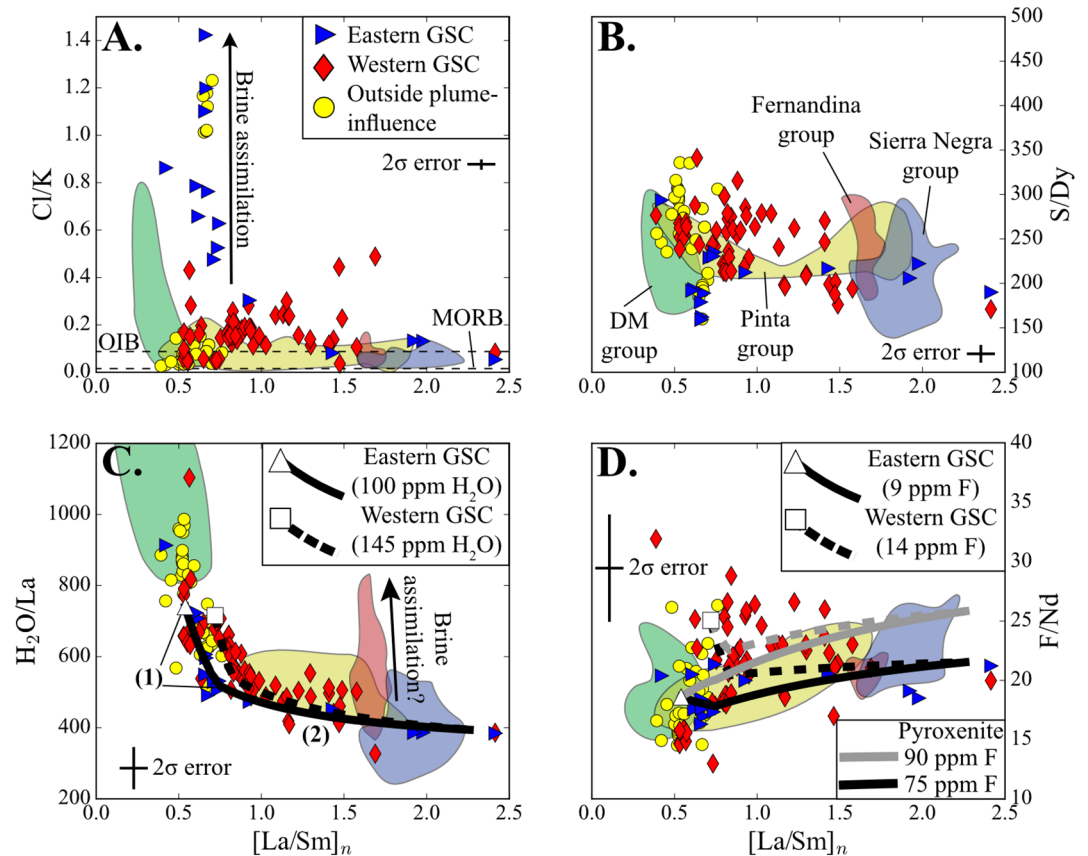 A.
Eastern GSC
Western GSC
Outside plume-
influence
2σ error
Brine assimilation
OIB
MORB
Cl/K
1.4
1.2
1.0
0.8
0.6
0.4
0.2
0.0
0.0 0.5 1.0 1.5 2.0 2.5
B.
Fernandina
group
Sierra Negra
group
DM
group
Pinta
group
2σ error
S/Dy
500
450
400
350
300
250
200
150
100
0.0 0.5 1.0 1.5 2.0 2.5
C.
Eastern GSC
(100 ppm H₂O)
Western GSC
(145 ppm H₂O)
Brine
assimilation?
(1)
(2)
2σ error
H₂O/La
1200
1000
800
600
400
200
0.0 0.5 1.0 1.5 2.0 2.5
[La/Sm]ₙ
D.
Eastern GSC
(9 ppm F)
Western GSC
(14 ppm F)
2σ error
Pyroxenite
90 ppm F
75 ppm F
F/Nd
40
35
30
25
20
15
10
0.0 0.5 1.0 1.5 2.0 2.5
[La/Sm]ₙ